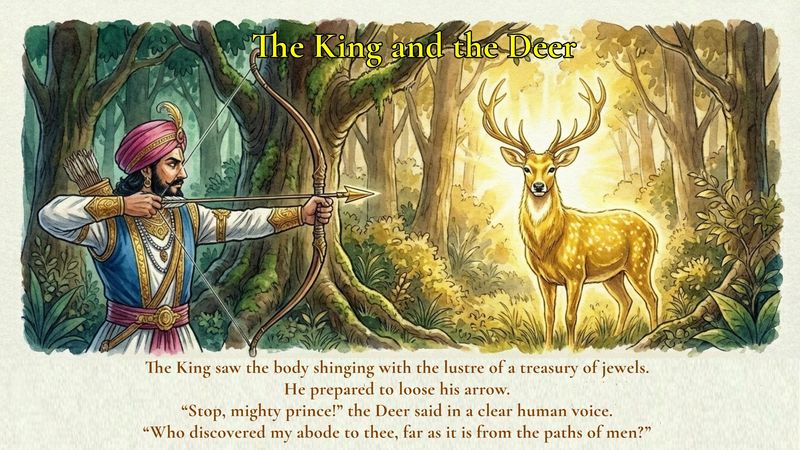 The King and the Deer
The King saw the body shinging with the lustre of a treasury of jewels.
He prepared to loose his arrow.
“Stop, mighty prince!” the Deer said in a clear human voice.
“Who discovered my abode to thee, far as it is from the paths of men?”